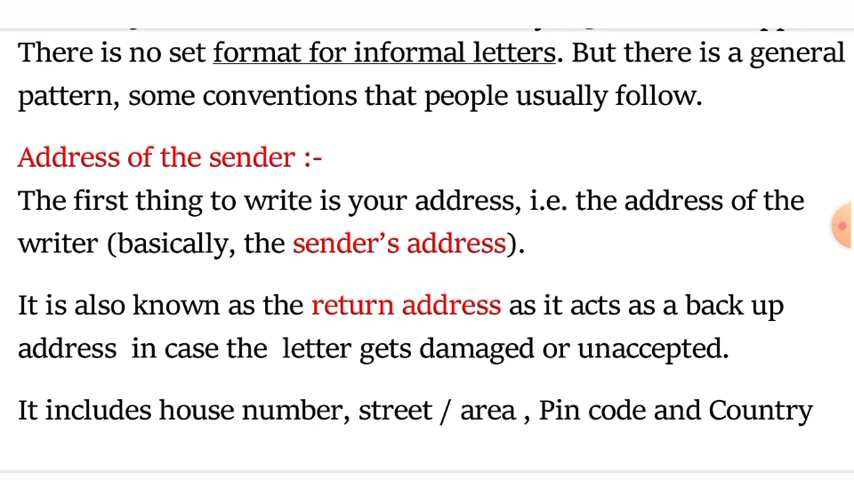 There is no set format for informal letters. But there is a general
pattern, some conventions that people usually follow.
Address of the sender :-
The first thing to write is your address, i.e. the address of the
writer (basically, the sender’s address).
It is also known as the return address as it acts as a back up
address in case the letter gets damaged or unaccepted.
It includes house number, street / area , Pin code and Country